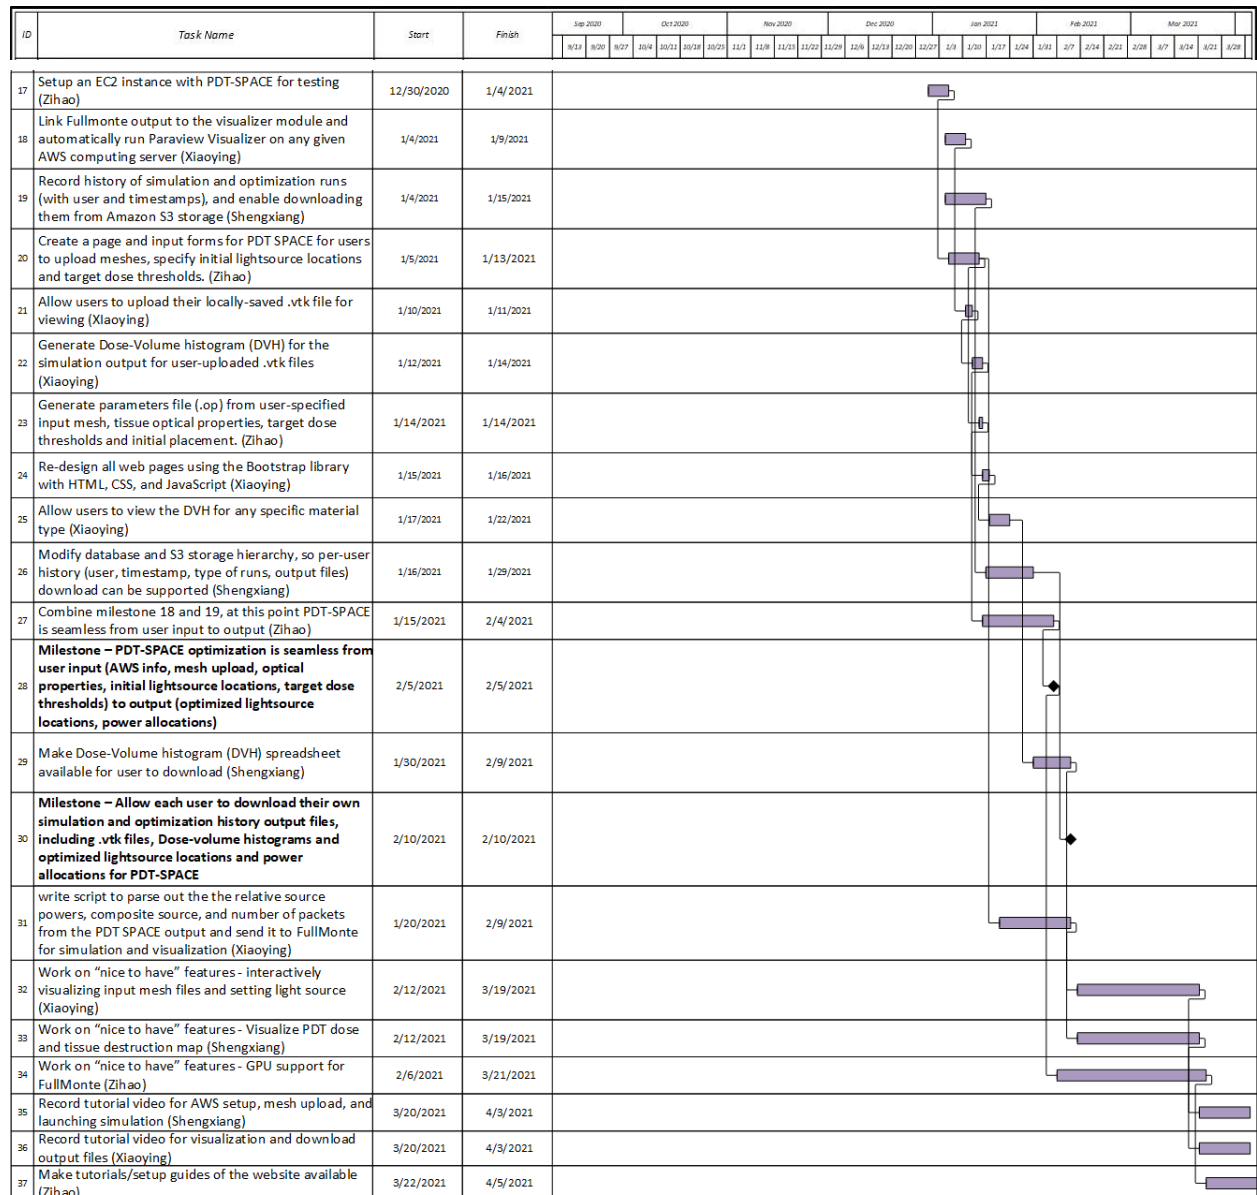 ID Task Name Start Finish Sep 2020 Oct 2020 Nov 2020 Dec 2020 Jan 2021 Feb 2021 Mar 2021
9/13 9/20 9/27 10/4 10/11 10/18 10/25 11/1 11/8 11/15 11/22 11/29 12/6 12/13 12/20 12/27 1/3 1/10 1/17 1/24 1/31 2/7 2/14 2/21 2/28 3/7 3/14 3/21 3/28
17 Setup an EC2 instance with PDT-SPACE for testing
(Zihao) 12/30/2020 1/4/2021
18 Link Fullmonte output to the visualizer module and
automatically run Paraview Visualizer on any given
AWS computing server (Xiaoying) 1/4/2021 1/9/2021
19 Record history of simulation and optimization runs
(with user and timestamps), and enable downloading
them from Amazon S3 storage (Shengxiang) 1/4/2021 1/15/2021
20 Create a page and input forms for PDT SPACE for users
to upload meshes, specify initial lightsource locations
and target dose thresholds. (Zihao) 1/5/2021 1/13/2021
21 Allow users to upload their locally-saved .vtk file for
viewing (XIaoying) 1/10/2021 1/11/2021
22 Generate Dose-Volume histogram (DVH) for the
simulation output for user-uploaded .vtk files
(Xiaoying) 1/12/2021 1/14/2021
23 Generate parameters file (.op) from user-specified
input mesh, tissue optical properties, target dose
thresholds and initial placement. (Zihao) 1/14/2021 1/14/2021
24 Re-design all web pages using the Bootstrap library
with HTML, CSS, and JavaScript (Xiaoying) 1/15/2021 1/16/2021
25 Allow users to view the DVH for any specific material
type (Xiaoying) 1/17/2021 1/22/2021
26 Modify database and S3 storage hierarchy, so per-user
history (user, timestamp, type of runs, output files)
download can be supported (Shengxiang) 1/16/2021 1/29/2021
27 Combine milestone 18 and 19, at this point PDT-SPACE
is seamless from user input to output (Zihao) 1/15/2021 2/4/2021
28 Milestone – PDT-SPACE optimization is seamless from
user input (AWS info, mesh upload, optical
properties, initial lightsource locations, target dose
thresholds) to output (optimized lightsource
locations, power allocations) 2/5/2021 2/5/2021
29 Make Dose-Volume histogram (DVH) spreadsheet
available for user to download (Shengxiang) 1/30/2021 2/9/2021
30 Milestone – Allow each user to download their own
simulation and optimization history output files,
including .vtk files, Dose-volume histograms and
optimized lightsource locations and power
allocations for PDT-SPACE 2/10/2021 2/10/2021
31 write script to parse out the the relative source
powers, composite source, and number of packets
from the PDT SPACE output and send it to FullMonte
for simulation and visualization (Xiaoying) 1/20/2021 2/9/2021
32 Work on “nice to have” features - interactively
visualizing input mesh files and setting light source
(Xiaoying) 2/12/2021 3/19/2021
33 Work on “nice to have” features - Visualize PDT dose
and tissue destruction map (Shengxiang) 2/12/2021 3/19/2021
34 Work on “nice to have” features - GPU support for
FullMonte (Zihao) 2/6/2021 3/21/2021
35 Record tutorial video for AWS setup, mesh upload, and
launching simulation (Shengxiang) 3/20/2021 4/3/2021
36 Record tutorial video for visualization and download
output files (Xiaoying) 3/20/2021 4/3/2021
37 Make tutorials/setup guides of the website available
(Zihao) 3/22/2021 4/5/2021